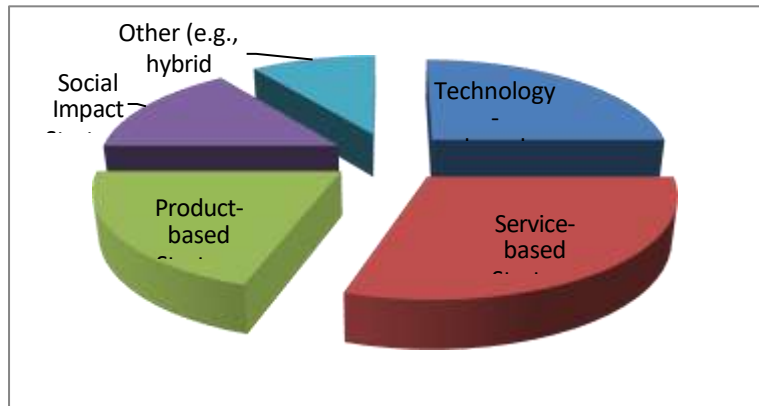 Other (e.g.,
hybrid
Social
Impact
Technology
-
Product-
based
Service-
based